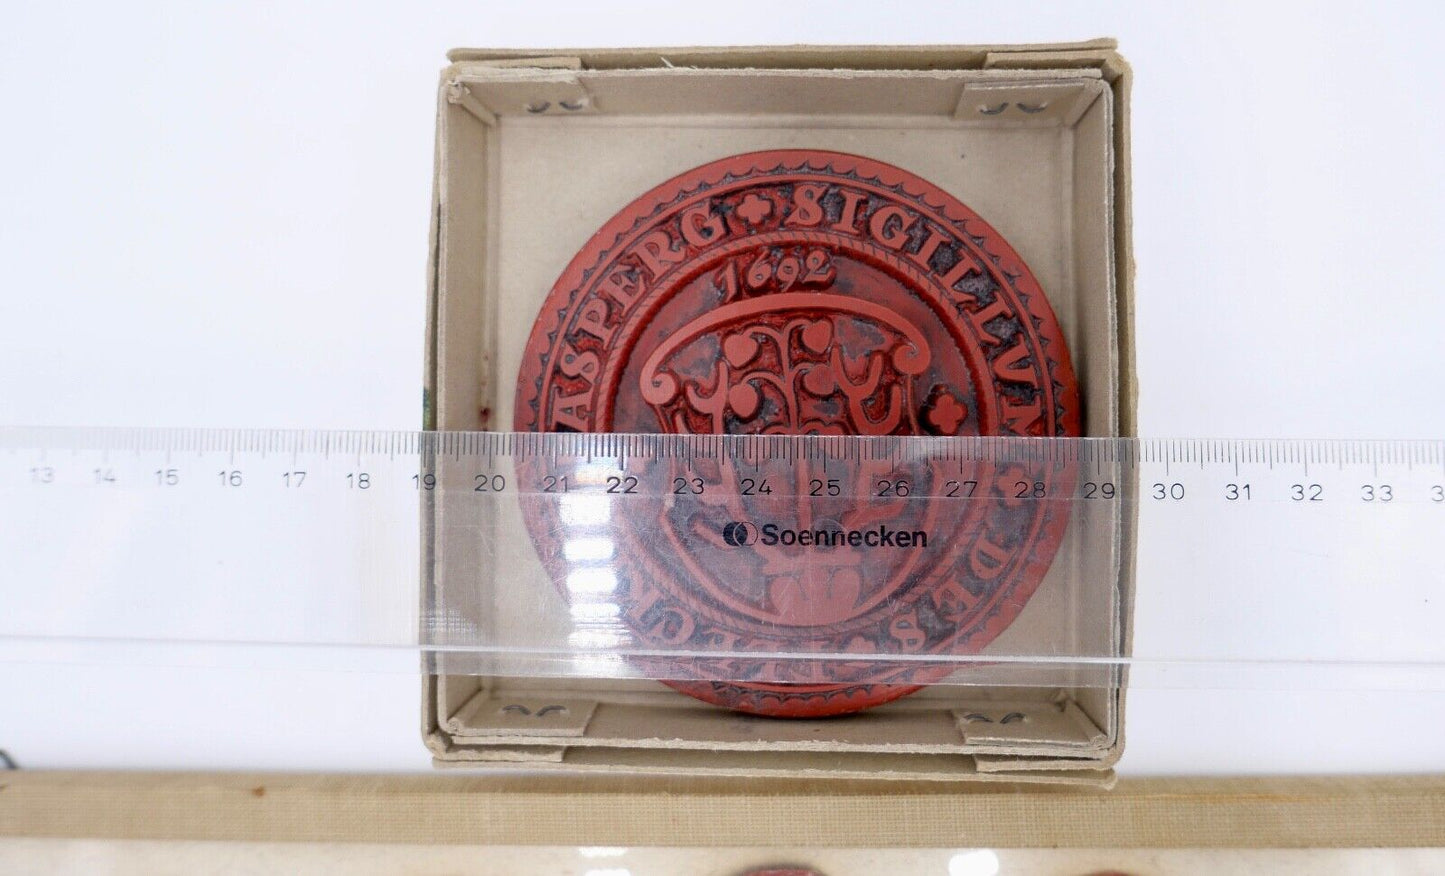 ASPERG ✤ SIGILLVM
1692
DES
13 14 15 16 17 18 19 20 21 22 23 24 25 26 27 28 29 30 31 32 33 3
Soennecken